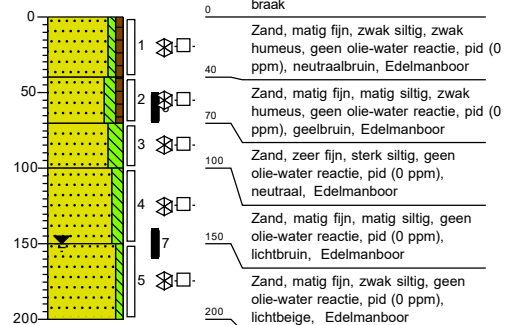 braak
0
0
Zand, matig fijn, zwak siltig, zwak
humeus, geen olie-water reactie, pid (0
ppm), neutraalbruin, Edelmanboor
1
40
Zand, matig fijn, matig siltig, zwak
humeus, geen olie-water reactie, pid (0
ppm), geelbruin, Edelmanboor
50
2
70
Zand, zeer fijn, sterk siltig, geen
olie-water reactie, pid (0 ppm),
neutraal, Edelmanboor
3
100
100
Zand, matig fijn, matig siltig, geen
olie-water reactie, pid (0 ppm),
lichtbruin, Edelmanboor
4
150
7
150
Zand, matig fijn, zwak siltig, geen
olie-water reactie, pid (0 ppm),
lichtbeige, Edelmanboor
5
200
200